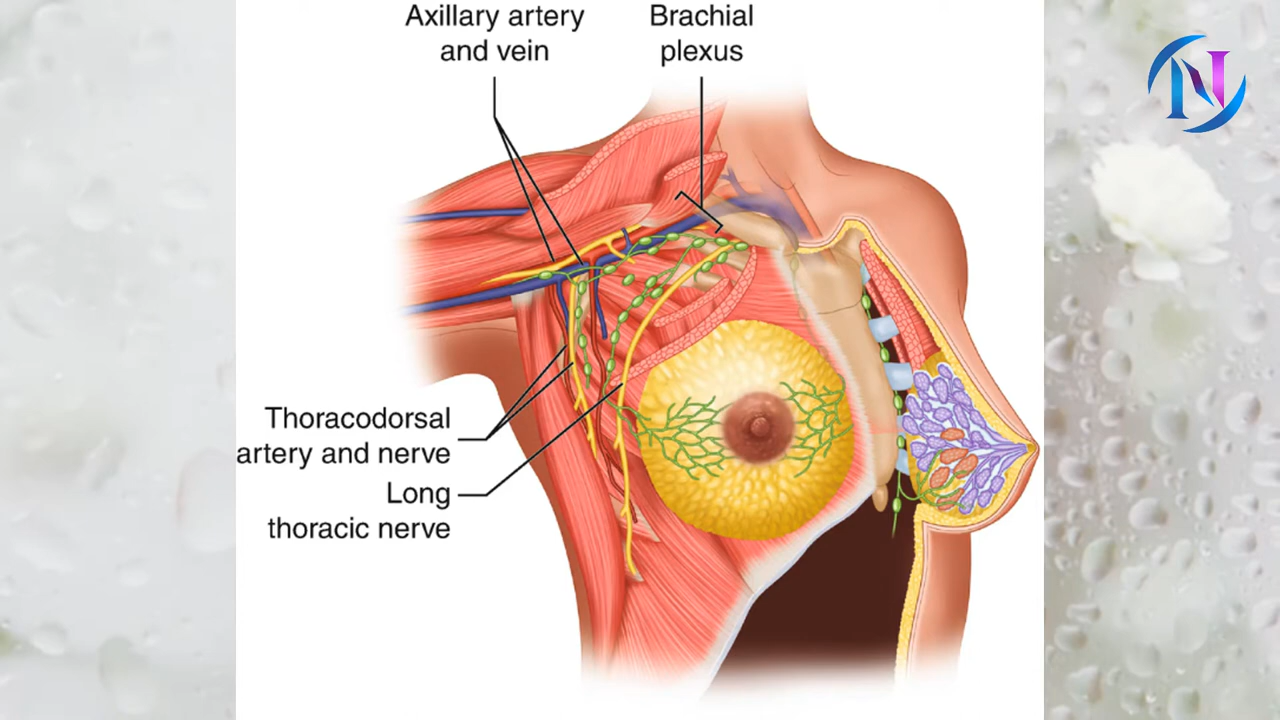 Axillary artery
and vein
Brachial
plexus
Thoracodorsal
artery and nerve
Long
thoracic nerve